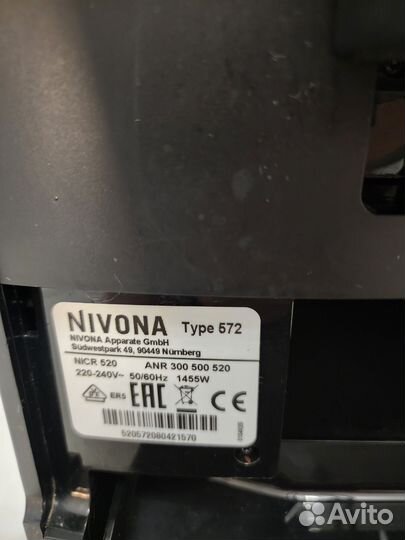 NIVONA Type 572
NIVONA Apparate GmbH
Südwestpark 49, 90449 Nürnberg
NICR 520 ANR 300 500 520
220-240V~ 50/60Hz 1455W
ER5 EAC CE
520572080421570
Avito